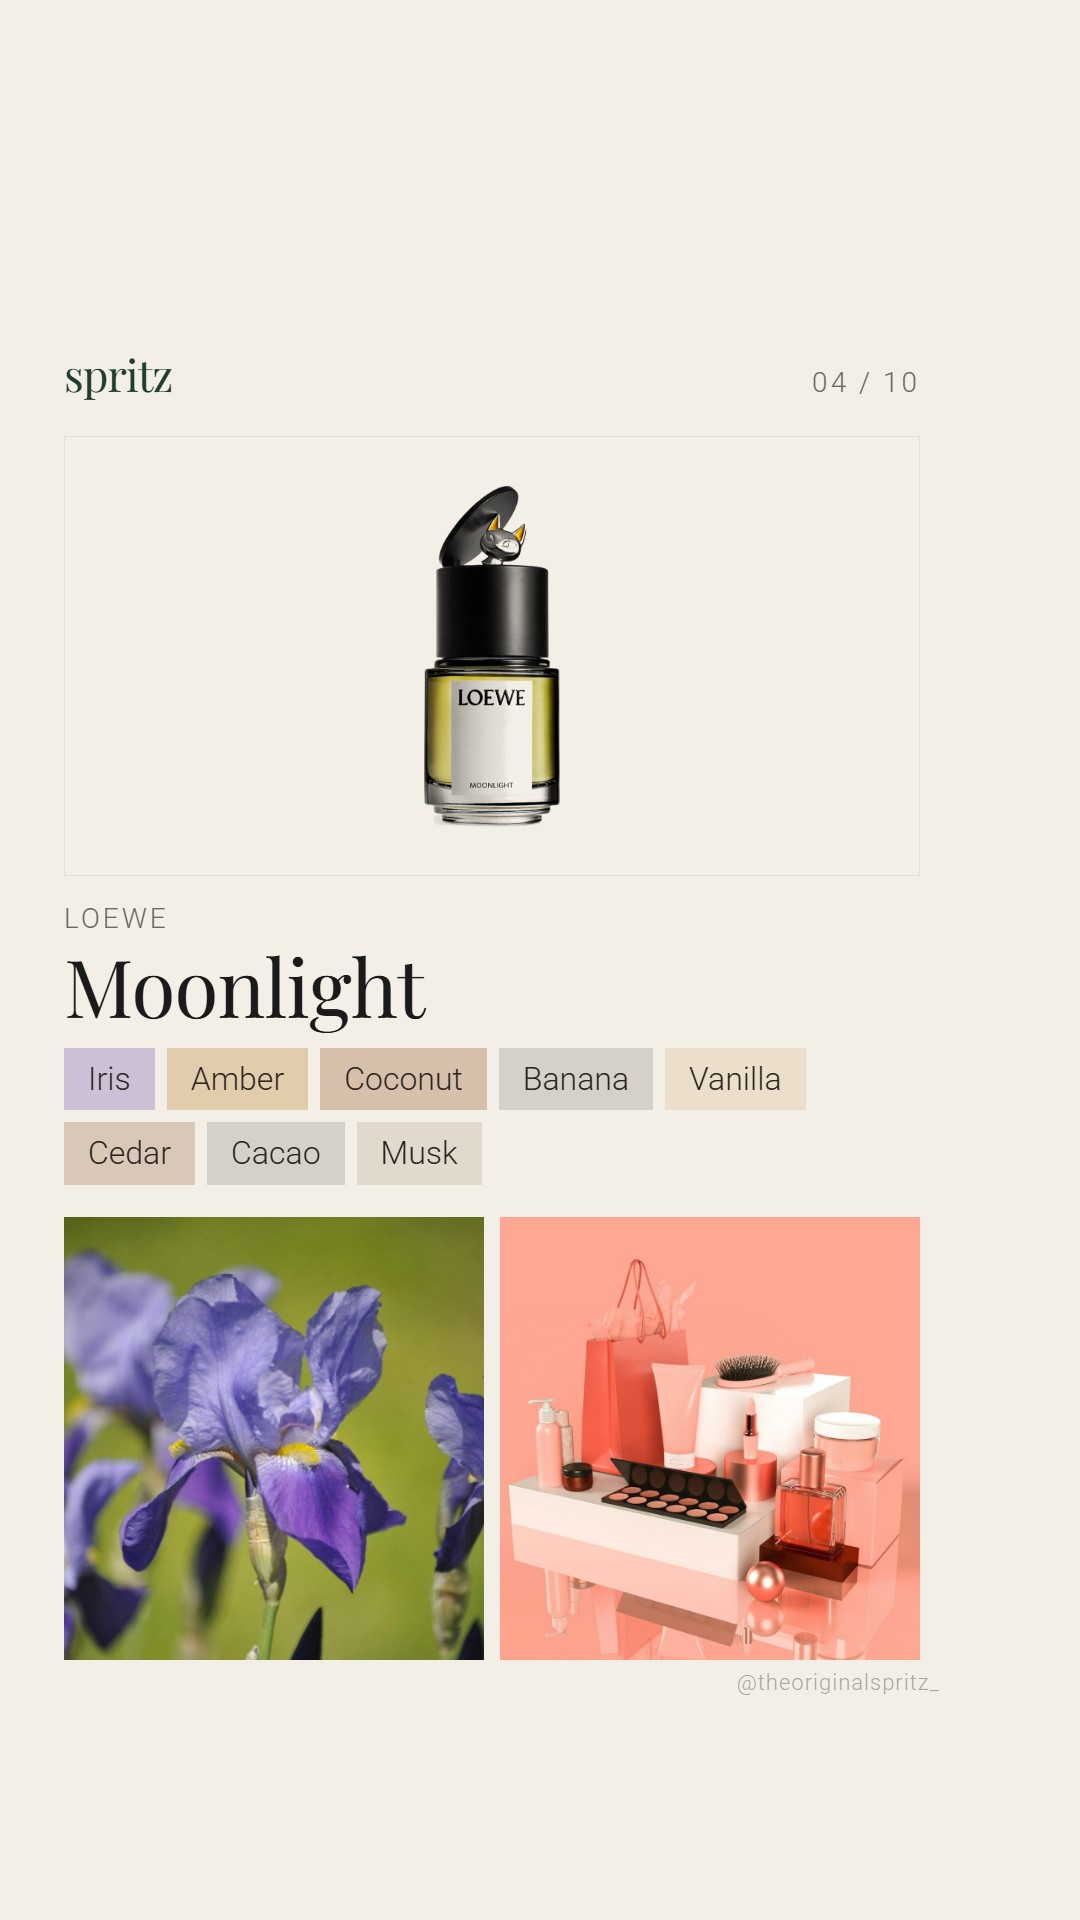 spritz
04 / 10
LOEWE
MOONLIGHT
LOEWE
Moonlight
Iris Amber Coconut Banana Vanilla
Cedar Cacao Musk
@theoriginalspritz_